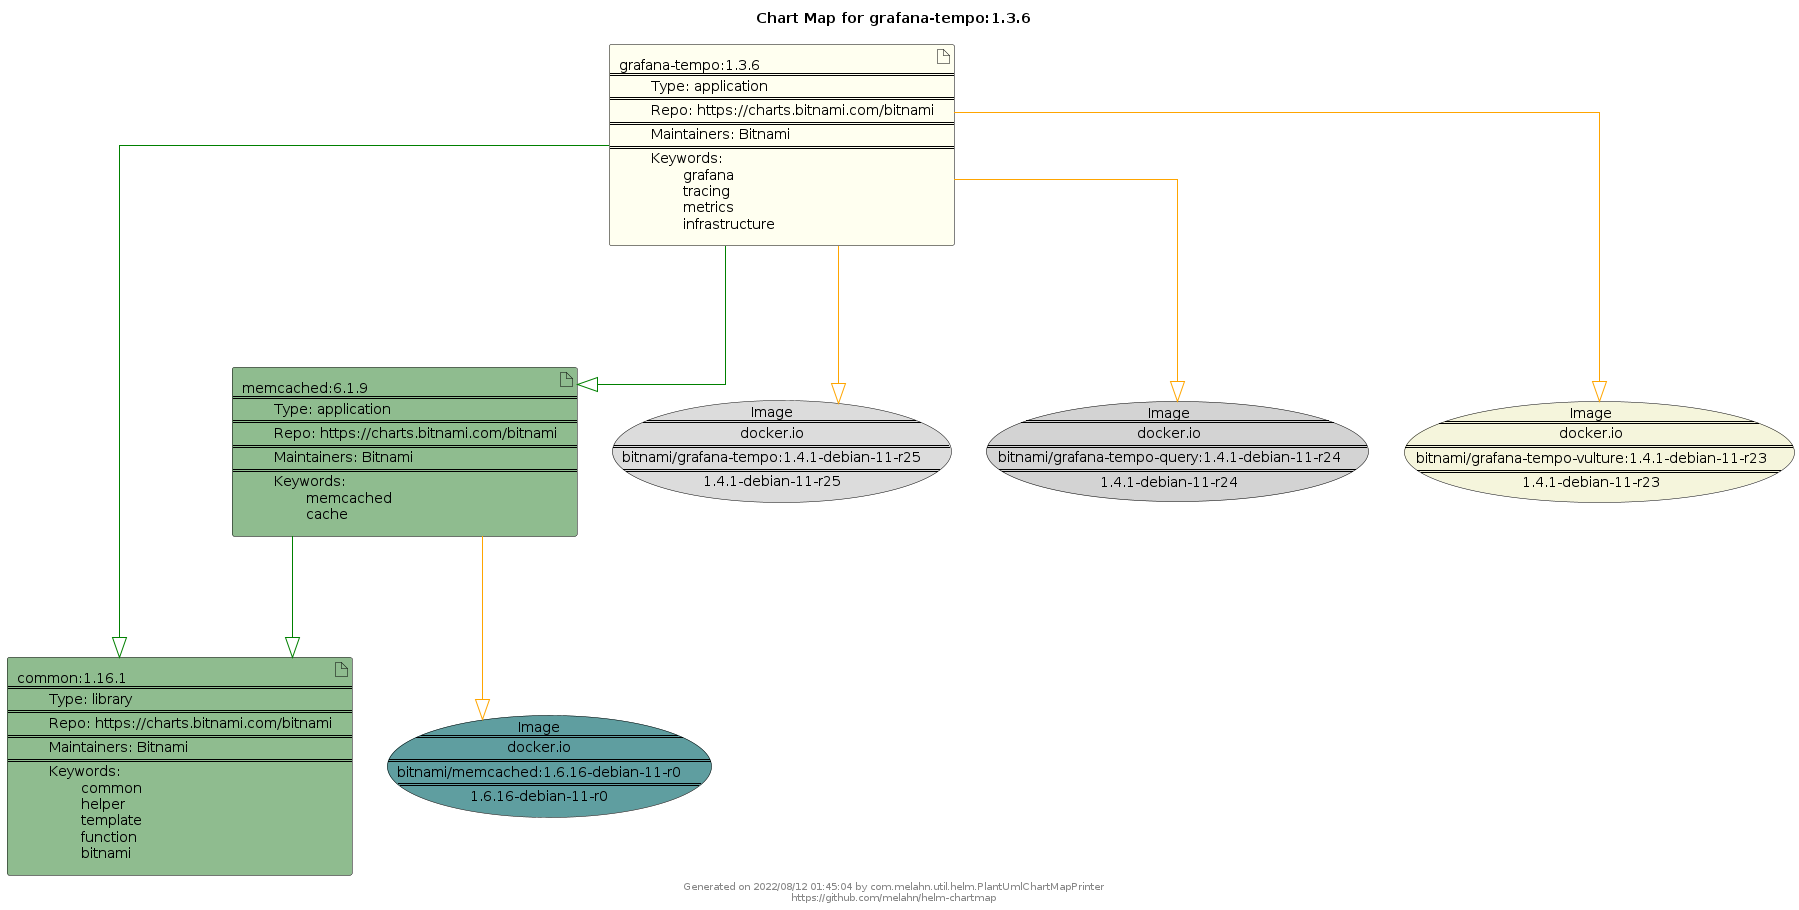 Chart Map for grafana-tempo:1.3.6
grafana-tempo:1.3.6
Type: application
Repo: https://charts.bitnami.com/bitnami
Maintainers: Bitnami
Keywords:
grafana
tracing
metrics
infrastructure
memcached:6.1.9
Type: application
Repo: https://charts.bitnami.com/bitnami
Maintainers: Bitnami
Keywords:
memcached
cache
Image
docker.io
bitnami/grafana-tempo:1.4.1-debian-11-r25
1.4.1-debian-11-r25
Image
docker.io
bitnami/grafana-tempo-query:1.4.1-debian-11-r24
1.4.1-debian-11-r24
Image
docker.io
bitnami/grafana-tempo-vulture:1.4.1-debian-11-r23
1.4.1-debian-11-r23
common:1.16.1
Type: library
Repo: https://charts.bitnami.com/bitnami
Maintainers: Bitnami
Keywords:
common
helper
template
function
bitnami
Image
docker.io
bitnami/memcached:1.6.16-debian-11-r0
1.6.16-debian-11-r0
Generated on 2022/08/12 01:45:04 by com.melahn.util.helm.PlantUmlChartMapPrinter
https://github.com/melahn/helm-chartmap